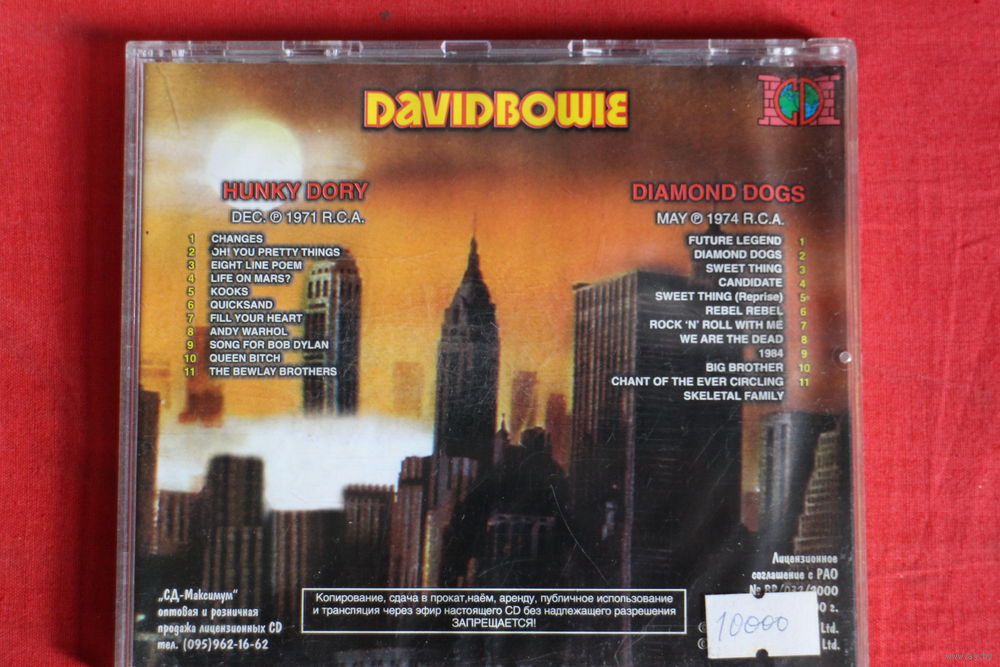 DAVIDBOWIE
CD
HUNKY DORY
DEC. ℗ 1971 R.C.A.
1 CHANGES
2 OH! YOU PRETTY THINGS
3 EIGHT LINE POEM
4 LIFE ON MARS?
5 KOOKS
6 QUICKSAND
7 FILL YOUR HEART
8 ANDY WARHOL
9 SONG FOR BOB DYLAN
10 QUEEN BITCH
11 THE BEWLAY BROTHERS
DIAMOND DOGS
MAY ℗ 1974 R.C.A.
FUTURE LEGEND 1
DIAMOND DOGS 2
SWEET THING 3
CANDIDATE 4
SWEET THING (Reprise) 5
REBEL REBEL 6
ROCK 'N' ROLL WITH ME 7
WE ARE THE DEAD 8
1984 9
BIG BROTHER 10
CHANT OF THE EVER CIRCLING 11
SKELETAL FAMILY
„СД-Максимум"
оптовая и розничная
продажа лицензионных CD
тел. (095)962-16-62
Копирование, сдача в прокат,наём, аренду, публичное использование
и трансляция через эфир настоящего CD без надлежащего разрешения
ЗАПРЕЩАЕТСЯ!
Лицензионное
соглашение с РАО
№ /2000
г.
Ltd.
Ltd.
10000